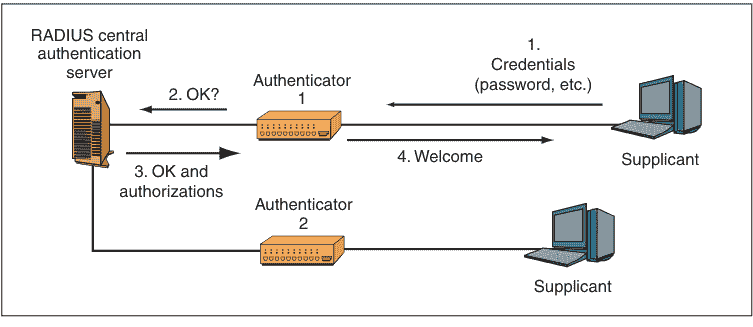 RADIUS central
authentication
server
2. OK?
Authenticator
1
1.
Credentials
(password, etc.)
3. OK and
authorizations
4. Welcome
Supplicant
Authenticator
2
Supplicant